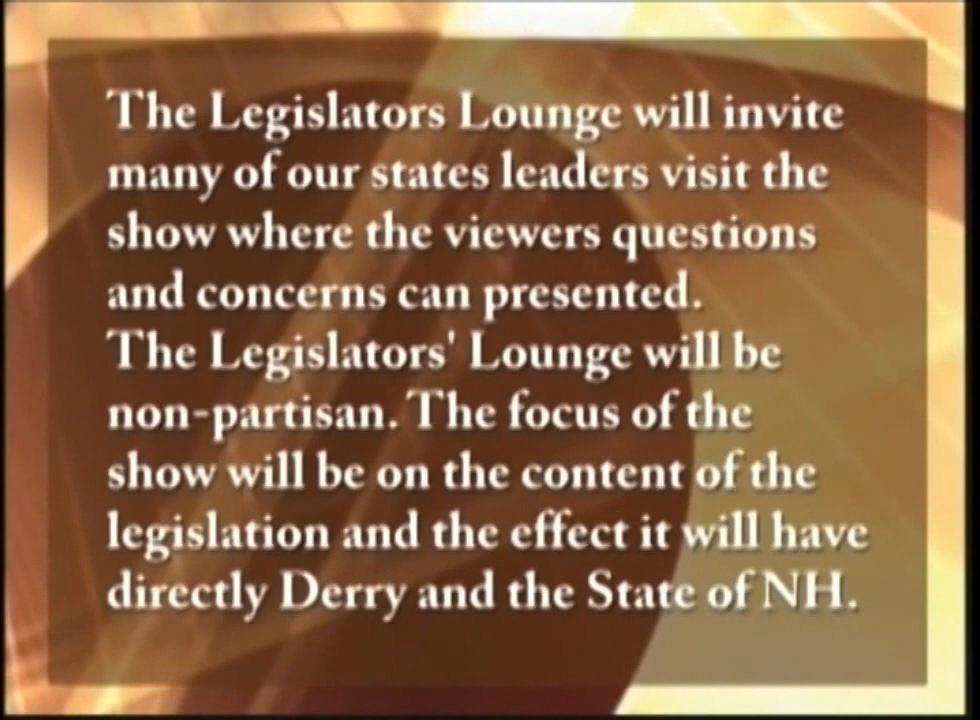 The Legislators Lounge will invite
many of our states leaders visit the
show where the viewers questions
and concerns can presented.
The Legislators' Lounge will be
non-partisan. The focus of the
show will be on the content of the
legislation and the effect it will have
directly Derry and the State of NH.